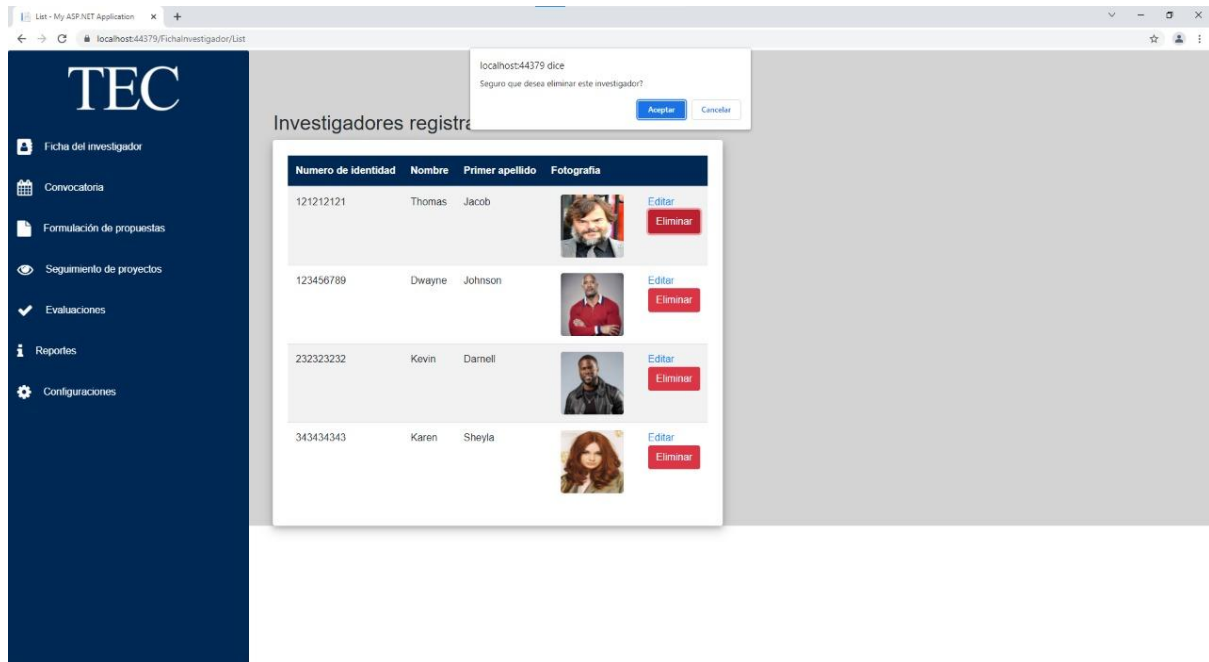 List - My ASP.NET Application
localhost:44379/FichaInvestigador/List
localhost:44379 dice
Seguro que desea eliminar este investigador?
Aceptar Cancelar
TEC
Ficha del investigador
Convocatoria
Formulación de propuestas
Seguimiento de proyectos
Evaluaciones
Reportes
Configuraciones
Investigadores registra
Numero de identidad Nombre Primer apellido Fotografia
121212121 Thomas Jacob Editar
Eliminar
123456789 Dwayne Johnson Editar
Eliminar
232323232 Kevin Darnell Editar
Eliminar
343434343 Karen Sheyla Editar
Eliminar